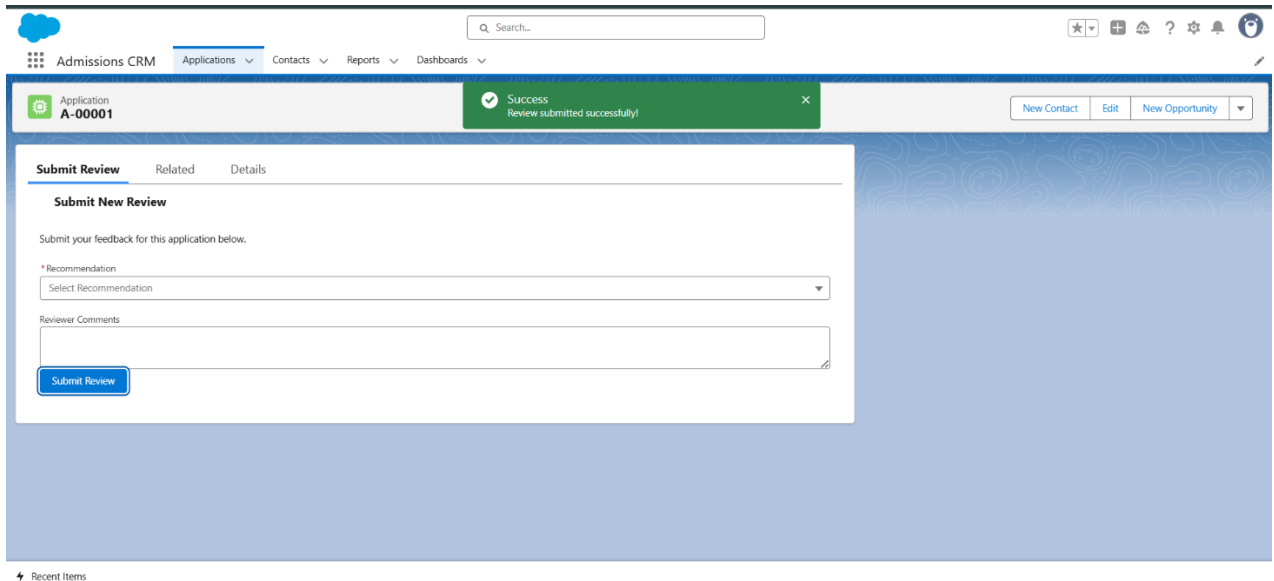 Search...
Admissions CRM Applications Contacts Reports Dashboards
Application
A-00001
Success
Review submitted successfully!
New Contact Edit New Opportunity
Submit Review Related Details
Submit New Review
Submit your feedback for this application below.
*Recommendation
Select Recommendation
Reviewer Comments
Submit Review
Recent Items